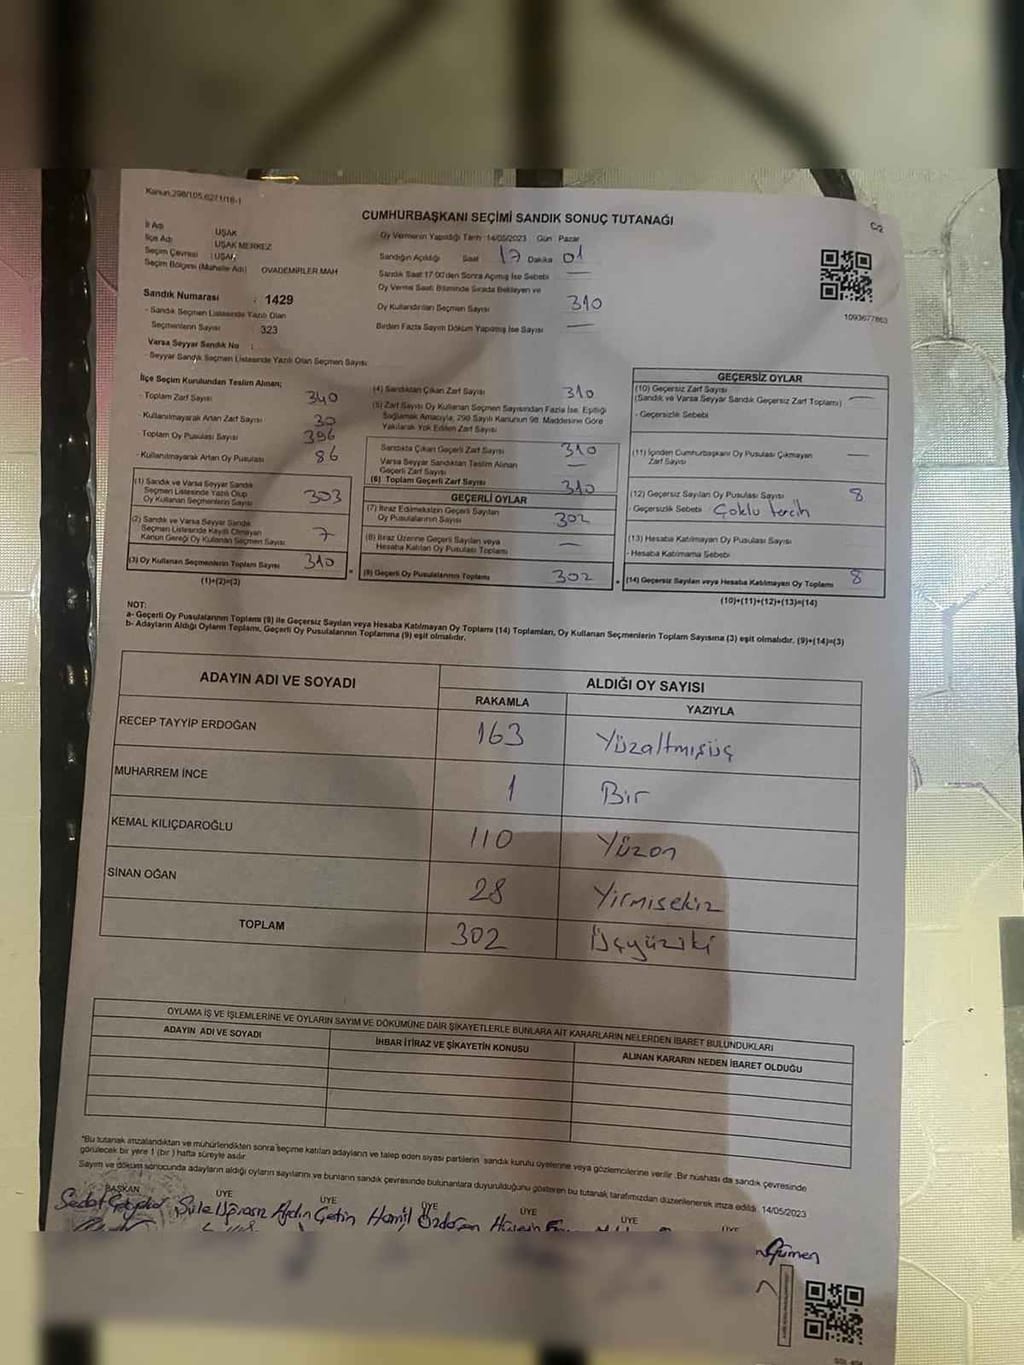 Kanun,298/105,6271/18-1
CUMHURBAŞKANI SEÇİMİ SANDIK SONUÇ TUTANAĞI
C/2
İl Adı UŞAK
İlçe Adı UŞAK MERKEZ
Seçim Çevresi : UŞAK
Seçim Bölgesi (Mahalle Adı) OVADEMİRLER.MAH
Sandık Numarası : 1429
- Sandık Seçmen Listesinde Yazılı Olan
Seçmenlerin Sayısı 323
Varsa Seyyar Sandık No :
- Seyyar Sandık Seçmen Listesinde Yazılı Olan Seçmen Sayısı:
Oy Vermenin Yapıldığı Tarih :14/05/2023 Gün Pazar
Sandığın Açıldığı Saat 17 Dakika 01
Sandık Saat 17:00'den Sonra Açılmış İse Sebebi
Oy Verme Saati Bitiminde Sırada Bekleyen ve
Oy Kullandırılan Seçmen Sayısı 310
Birden Fazla Sayım Döküm Yapılmış İse Sayısı
1093677863
İlçe Seçim Kurulundan Teslim Alınan;
- Toplam Zarf Sayısı 340
- Kullanılmayarak Artan Zarf Sayısı 30
- Toplam Oy Pusulası Sayısı 396
- Kullanılmayarak Artan Oy Pusulası 86
(1) Sandık ve Varsa Seyyar Sandık
Seçmen Listesinde Yazılı Olup
Oy Kullanan Seçmenlerin Sayısı 303
(2) Sandık ve Varsa Seyyar Sandık
Seçmen Listesinde Kayıtlı Olmayan
Kanun Gereği Oy Kullanan Seçmen Sayısı 7
(3) Oy Kullanan Seçmenlerin Toplam Sayısı 310
(1)+(2)=(3)
(4) Sandıktan Çıkan Zarf Sayısı 310
(5) Zarf Sayısı Oy Kullanan Seçmen Sayısından Fazla İse, Eşitliği
Sağlamak Amacıyla, 298 Sayılı Kanunun 98. Maddesine Göre
Yakılarak Yok Edilen Zarf Sayısı
Sandıkta Çıkan Geçerli Zarf Sayısı 310
Varsa Seyyar Sandıktan Teslim Alınan
Geçerli Zarf Sayısı
(6) Toplam Geçerli Zarf Sayısı 310
GEÇERLİ OYLAR
(7) İtiraz Edilmeksizin Geçerli Sayılan
Oy Pusulalarının Sayısı 302
(8) İtiraz Üzerine Geçerli Sayılan veya
Hesaba Katılan Oy Pusulası Toplamı
(9) Geçerli Oy Pusulalarının Toplamı 302
GEÇERSİZ OYLAR
(10) Geçersiz Zarf Sayısı
(Sandık ve Varsa Seyyar Sandık Geçersiz Zarf Toplamı)
- Geçersizlik Sebebi
(11) İçinden Cumhurbaşkanı Oy Pusulası Çıkmayan
Zarf Sayısı
(12) Geçersiz Sayılan Oy Pusulası Sayısı 8
- Geçersizlik Sebebi Çoklu tercih
(13) Hesaba Katılmayan Oy Pusulası Sayısı
- Hesaba Katılmama Sebebi
(14) Geçersiz Sayılan veya Hesaba Katılmayan Oy Toplamı 8
(10)+(11)+(12)+(13)=(14)
NOT:
a- Geçerli Oy Pusulalarının Toplamı (9) ile Geçersiz Sayılan veya Hesaba Katılmayan Oy Toplamı (14) Toplamları, Oy Kullanan Seçmenlerin Toplam Sayısına (3) eşit olmalıdır. (9)+(14)=(3)
b- Adayların Aldığı Oyların Toplamı, Geçerli Oy Pusulalarının Toplamına (9) eşit olmalıdır.
ADAYIN ADI VE SOYADI ALDIĞI OY SAYISI
RAKAMLA YAZIYLA
RECEP TAYYİP ERDOĞAN 163 Yüzaltmışüç
MUHARREM İNCE 1 Bir
KEMAL KILIÇDAROĞLU 110 Yüzon
SİNAN OĞAN 28 Yirmisekiz
TOPLAM 302 Üçyüziki
OYLAMA İŞ VE İŞLEMLERİNE VE OYLARIN SAYIM VE DÖKÜMÜNE DAİR ŞİKAYETLERLE BUNLARA AİT KARARLARIN NELERDEN İBARET BULUNDUKLARI
ADAYIN ADI VE SOYADI İHBAR İTİRAZ VE ŞİKAYETİN KONUSU ALINAN KARARIN NEDEN İBARET OLDUĞU
*Bu tutanak imzalandıktan ve mühürlendikten sonra seçime katılan adayların ve talep eden siyasi partilerin sandık kurulu üyelerine veya gözlemcilerine verilir. Bir nüshası da sandık çevresinde
görülecek bir yere 1 (bir ) hafta süreyle asılır.
Sayım ve döküm sonucunda adayların aldığı oyların sayılarını ve bunların sandık çevresinde bulunanlara duyurulduğunu gösteren bu tutanak tarafımızdan düzenlenerek imza edildi. 14/05/2023
BAŞKAN ÜYE ÜYE ÜYE ÜYE ÜYE ÜYE
Sedat Şule Aydın Çetin Hamil Özdoğan Hüseyin